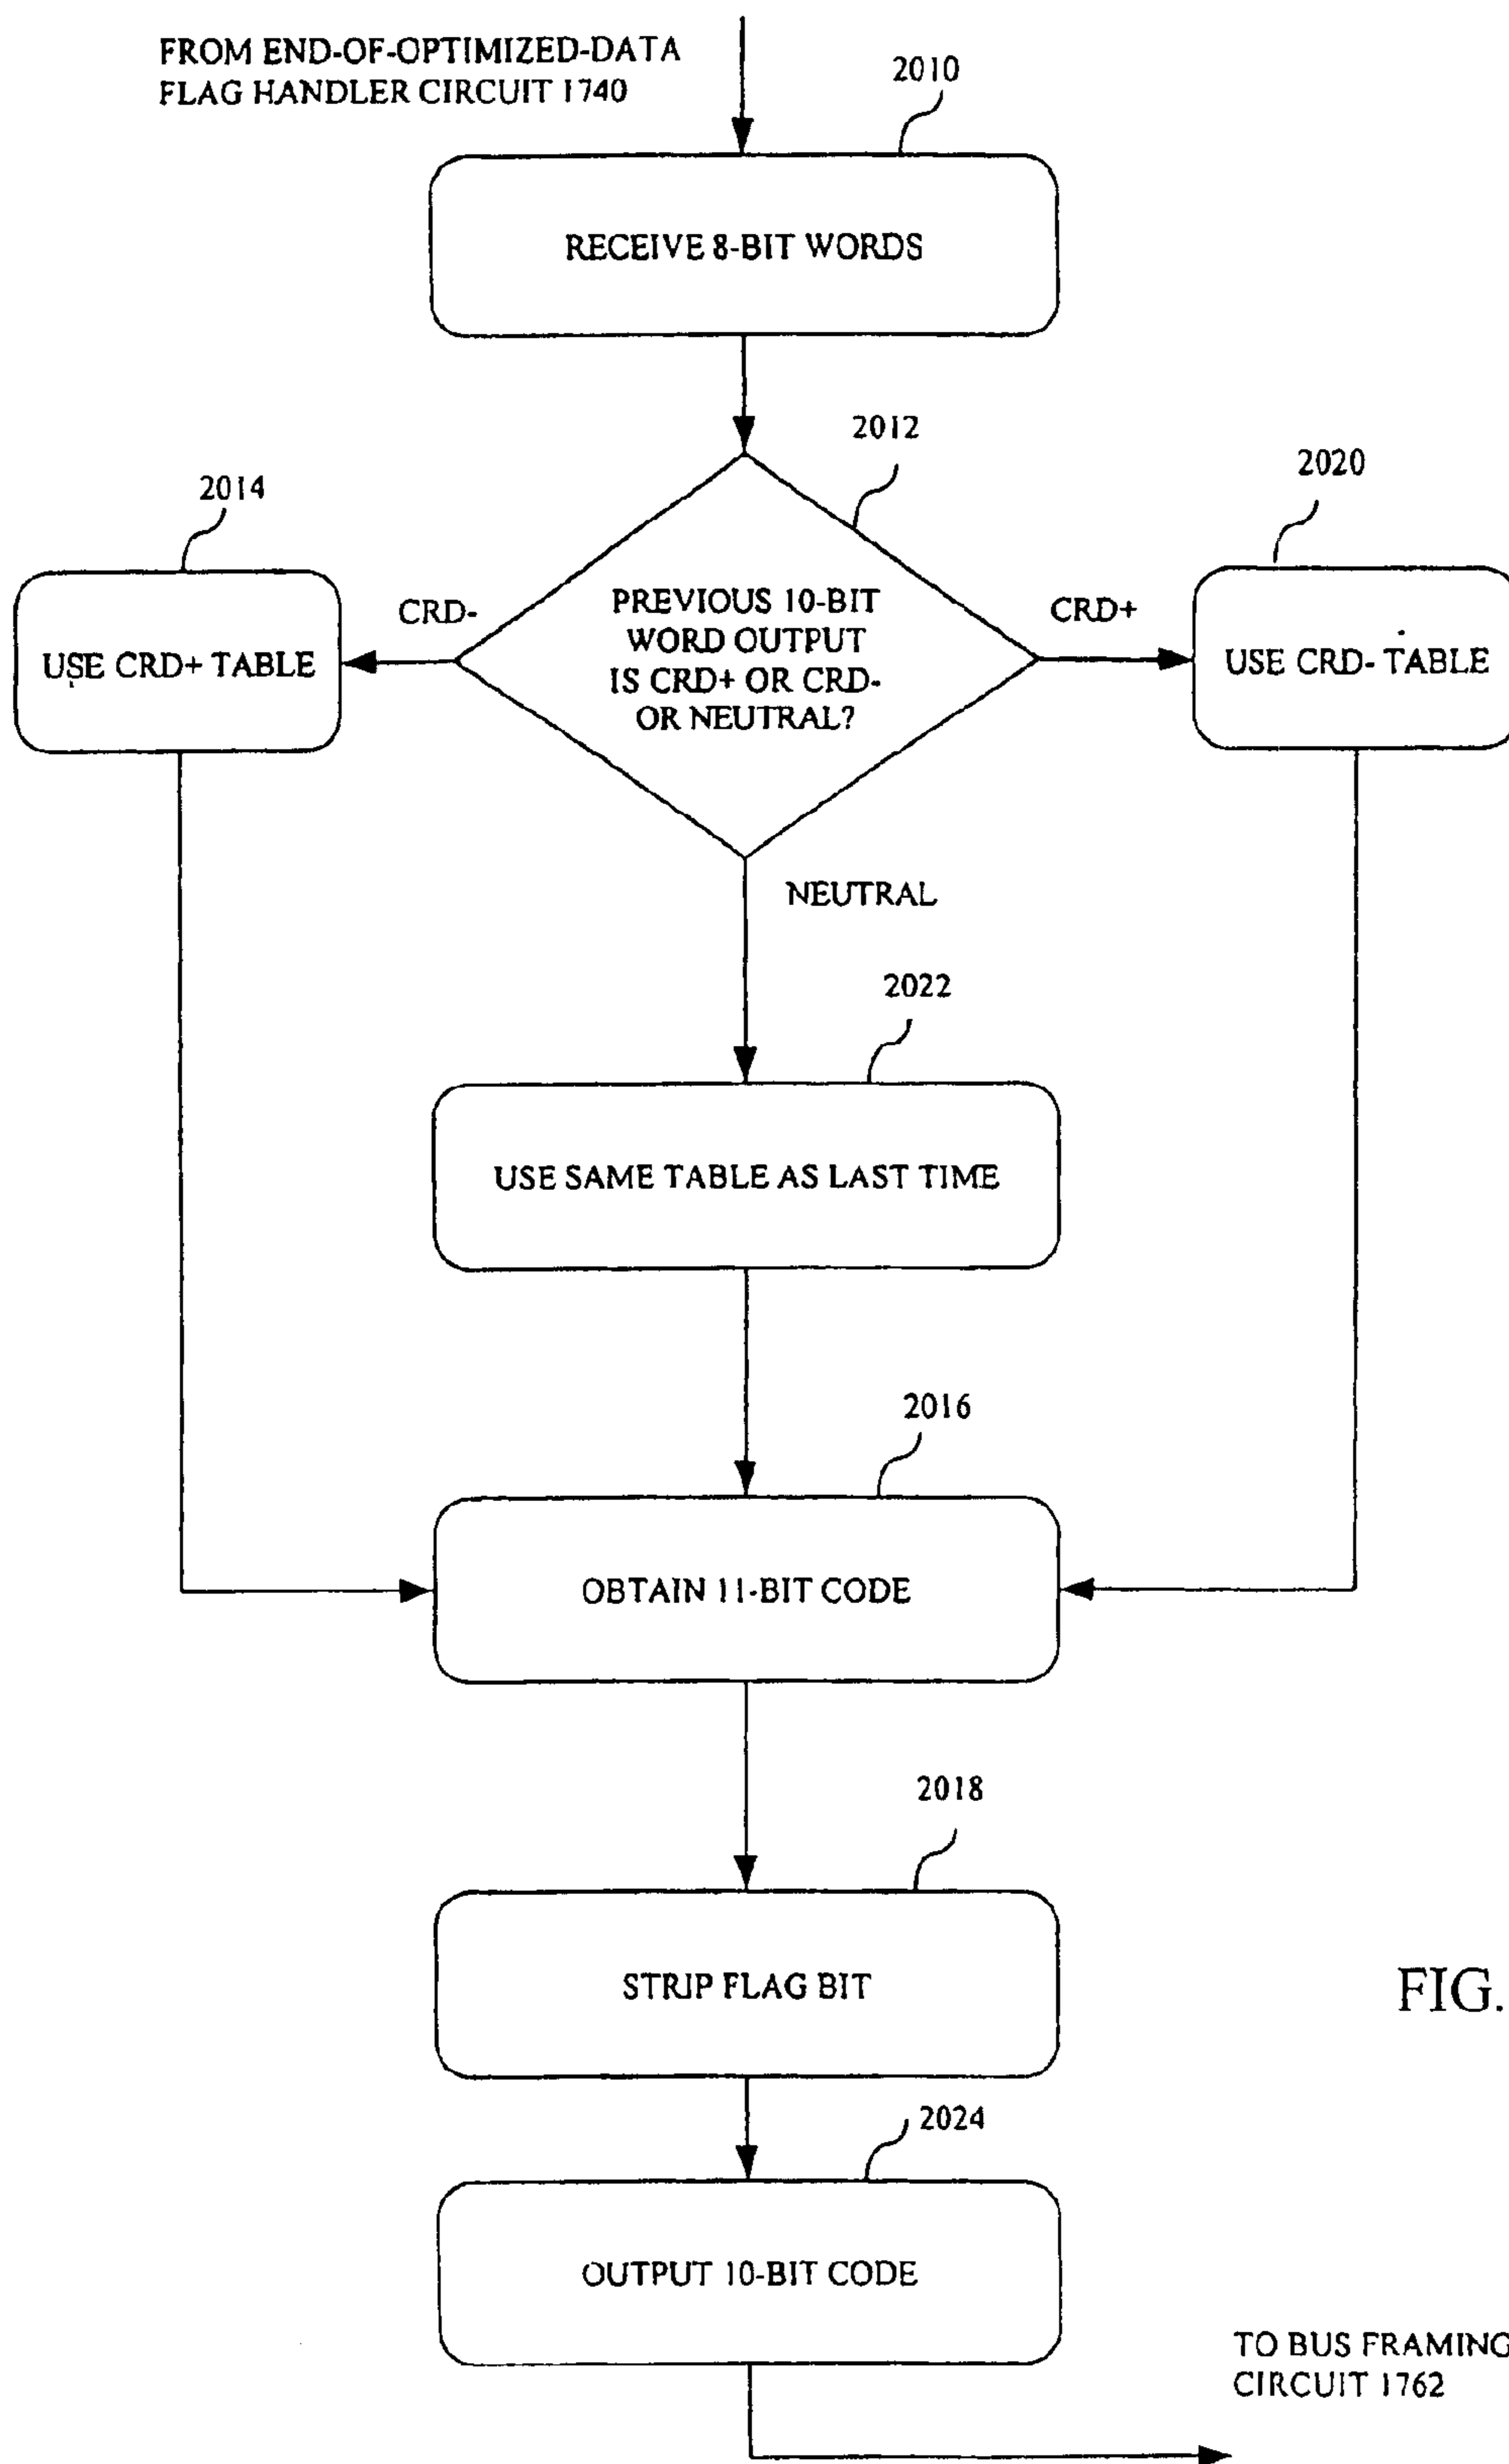 FROM END-OF-OPTIMIZED-DATA
FLAG HANDLER CIRCUIT 1740
2010
RECEIVE 8-BIT WORDS
2012
2014
2020
CRD-
CRD+
USE CRD+ TABLE
PREVIOUS 10-BIT
WORD OUTPUT
IS CRD+ OR CRD-
OR NEUTRAL?
USE CRD- TABLE
NEUTRAL
2022
USE SAME TABLE AS LAST TIME
2016
OBTAIN 11-BIT CODE
2018
STRIP FLAG BIT
FIG.
2024
OUTPUT 10-BIT CODE
TO BUS FRAMING
CIRCUIT 1762